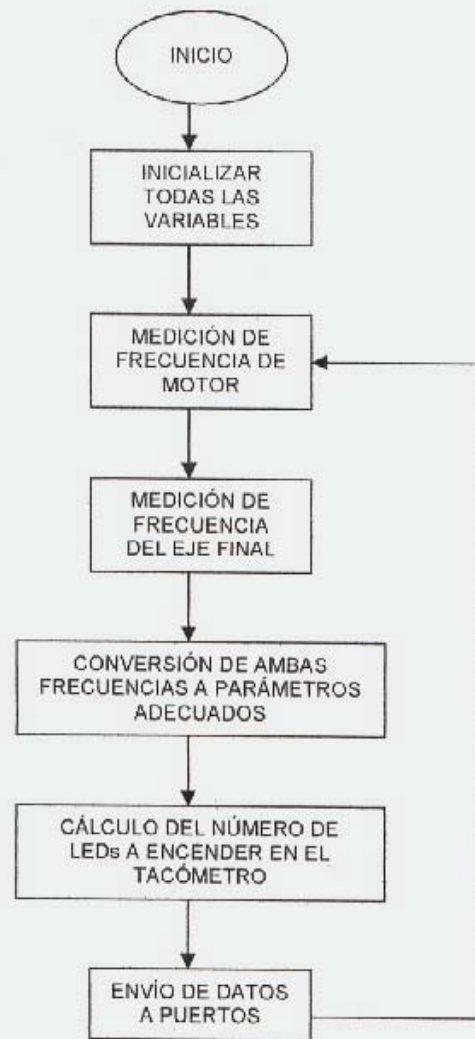 INICIO
INICIALIZAR
TODAS LAS
VARIABLES
MEDICIÓN DE
FRECUENCIA DE
MOTOR
MEDICIÓN DE
FRECUENCIA
DEL EJE FINAL
CONVERSIÓN DE AMBAS
FRECUENCIAS A PARÁMETROS
ADECUADOS
CÁLCULO DEL NÚMERO DE
LEDs A ENCENDER EN EL
TACÓMETRO
ENVÍO DE DATOS
A PUERTOS